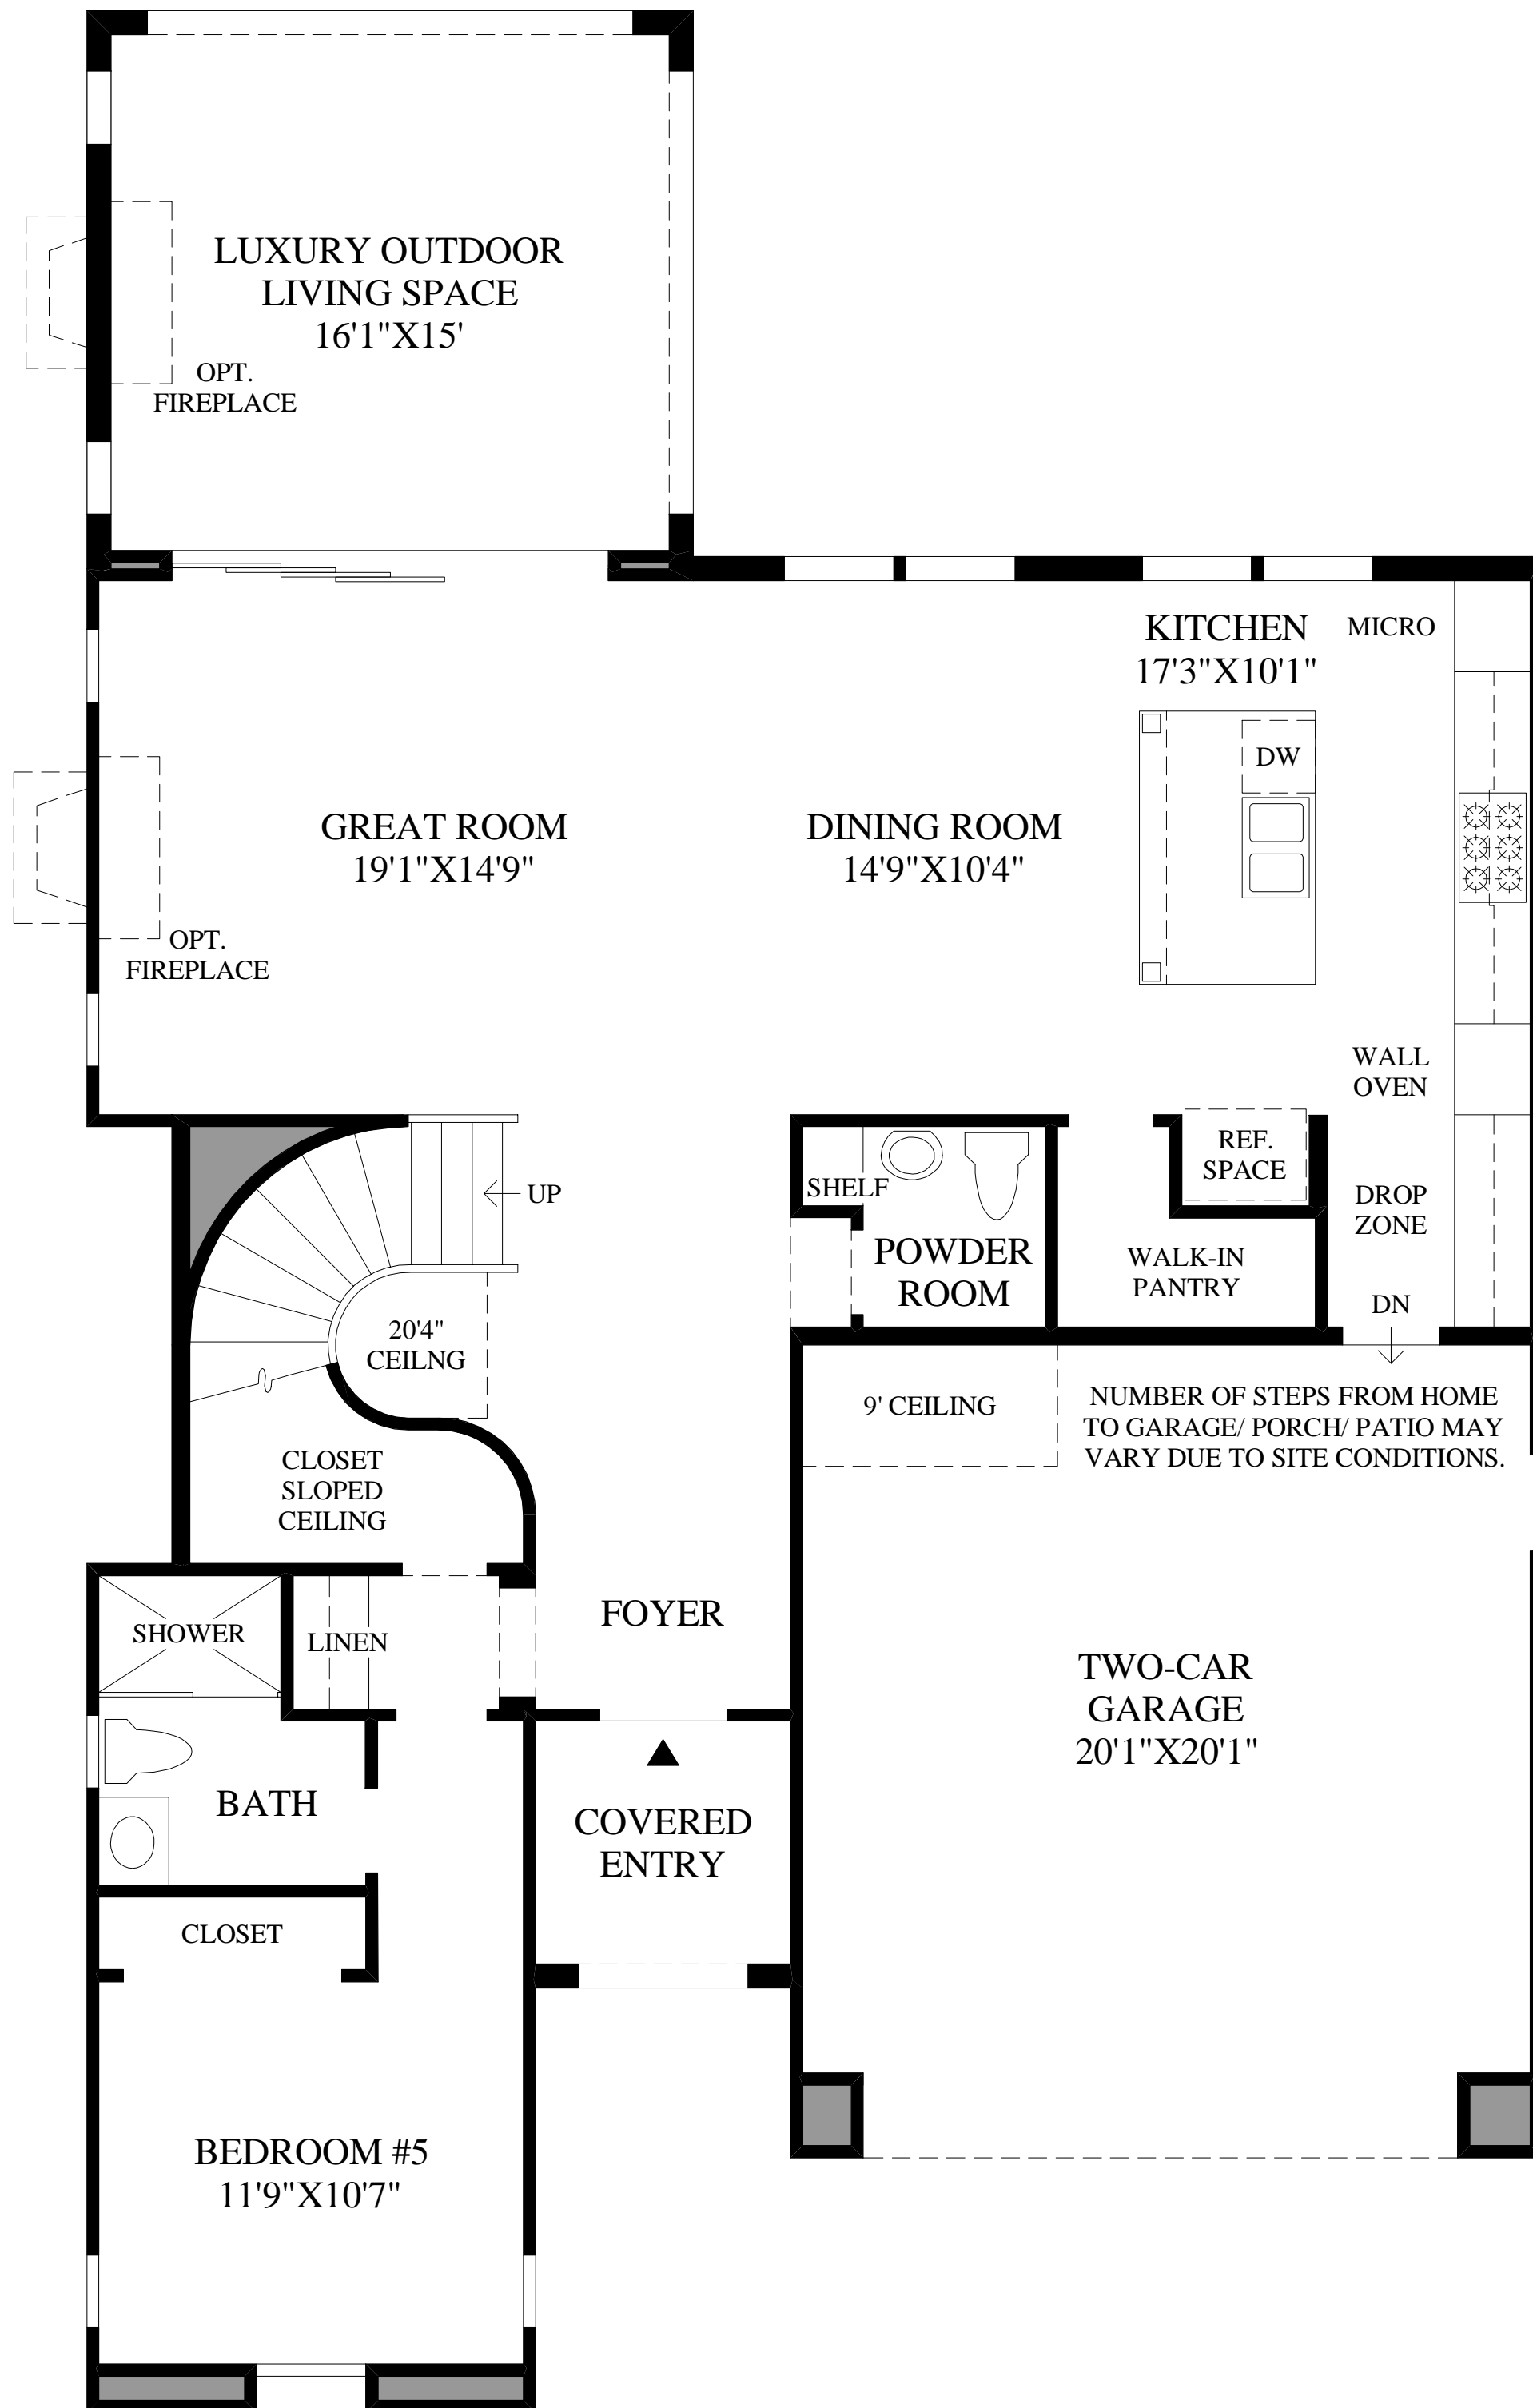 LUXURY OUTDOOR
LIVING SPACE
16'1"X15'
OPT.
FIREPLACE
KITCHEN
17'3"X10'1"
MICRO
DW
GREAT ROOM
19'1"X14'9"
DINING ROOM
14'9"X10'4"
OPT.
FIREPLACE
WALL
OVEN
REF.
SPACE
SHELF
UP
DROP
ZONE
POWDER
ROOM
WALK-IN
PANTRY
DN
20'4"
CEILNG
9' CEILING
NUMBER OF STEPS FROM HOME
TO GARAGE/ PORCH/ PATIO MAY
VARY DUE TO SITE CONDITIONS.
CLOSET
SLOPED
CEILING
SHOWER
LINEN
FOYER
TWO-CAR
GARAGE
20'1"X20'1"
BATH
COVERED
ENTRY
CLOSET
BEDROOM #5
11'9"X10'7"